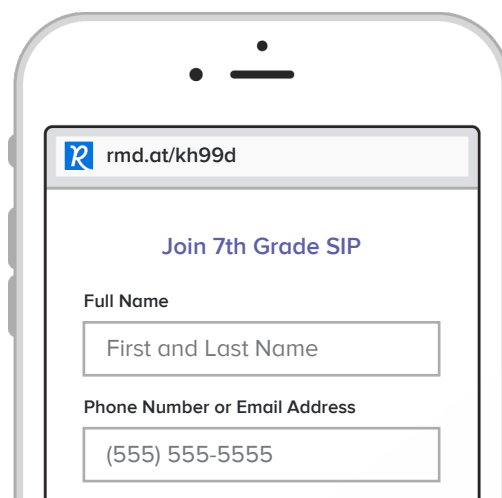 rmd.at/kh99d
Join 7th Grade SIP
Full Name
First and Last Name
Phone Number or Email Address
(555) 555-5555